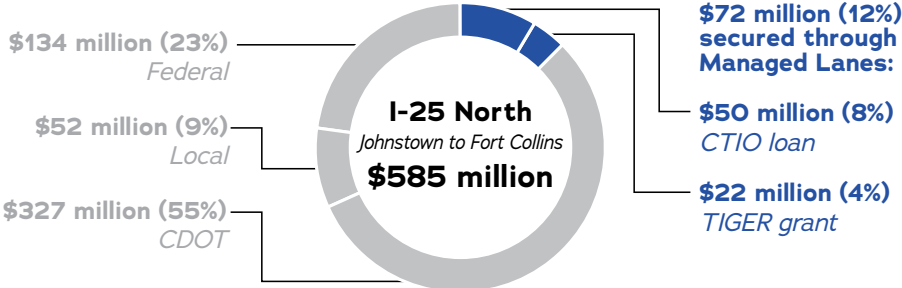 $134 million (23%)
Federal
$52 million (9%)
Local
$327 million (55%)
CDOT
I-25 North
Johnstown to Fort Collins
$585 million
$72 million (12%)
secured through
Managed Lanes:
$50 million (8%)
CTIO loan
$22 million (4%)
TIGER grant